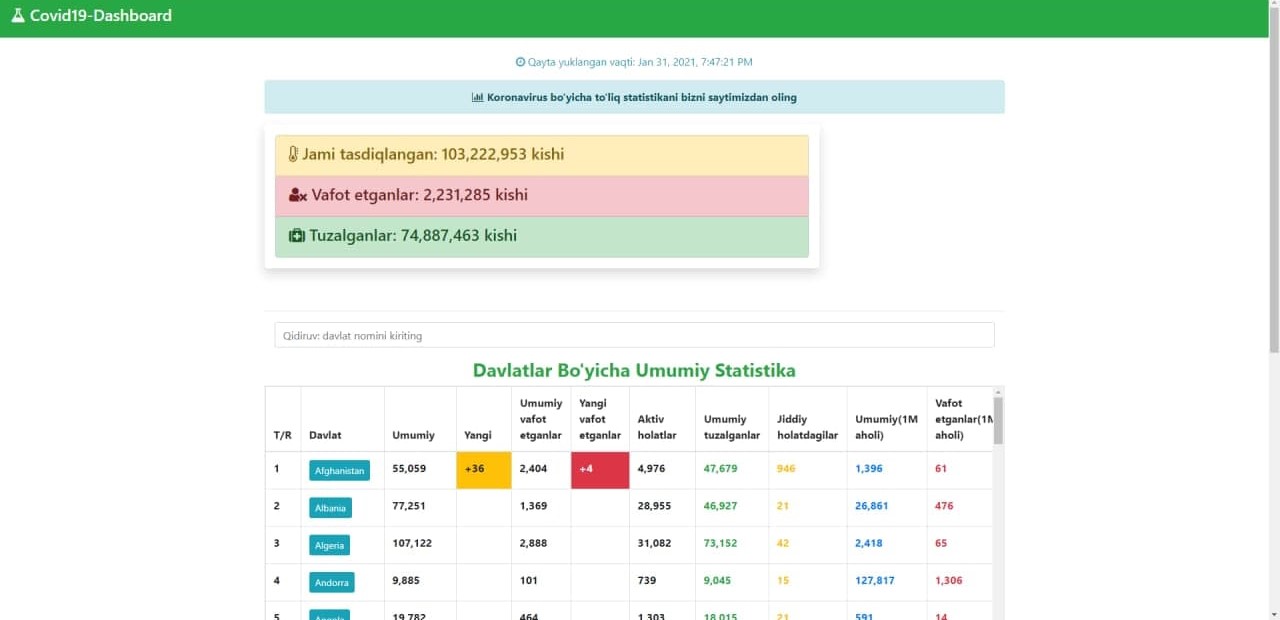 Covid19-Dashboard
Qayta yuklangan vaqti: Jan 31, 2021, 7:47:21 PM
Koronavirus bo'yicha to'liq statistikani bizni saytimizdan oling
Jami tasdiqlangan: 103,222,953 kishi
Vafot etganlar: 2,231,285 kishi
Tuzalganlar: 74,887,463 kishi
Qidiruv: davlat nomini kiriting
Davlatlar Bo'yicha Umumiy Statistika
T/R Davlat Umumiy Yangi Umumiy vafot etganlar Yangi vafot etganlar Aktiv holatlar Umumiy tuzalganlar Jiddiy holatdagilar Umumiy(1M aholi) Vafot etganlar(1M aholi)
1 Afghanistan 55,059 +36 2,404 +4 4,976 47,679 946 1,396 61
2 Albania 77,251 1,369 28,955 46,927 21 26,861 476
3 Algeria 107,122 2,888 31,082 73,152 42 2,418 65
4 Andorra 9,885 101 739 9,045 15 127,817 1,306
5 Angola 19,782 464 1,303 18,015 21 591 14